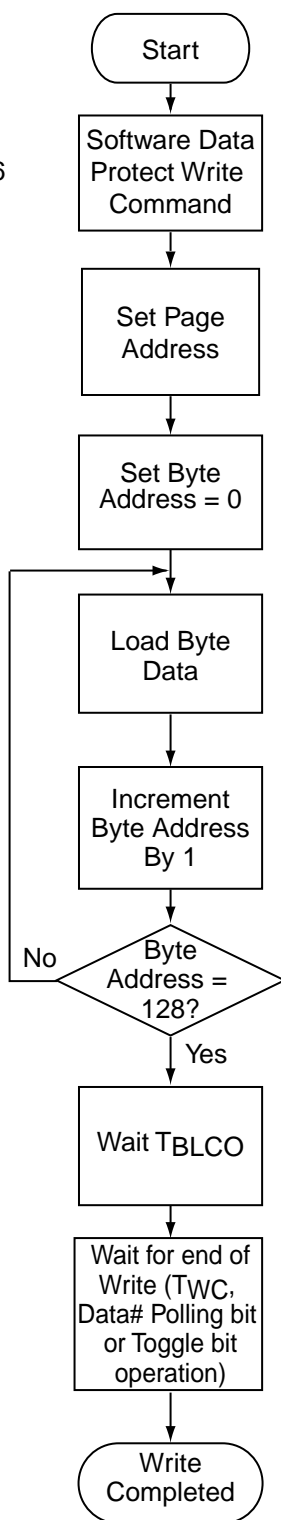 Start
Software Data
Protect Write
Command
Set Page
Address
Set Byte
Address = 0
Load Byte
Data
Increment
Byte Address
By 1
No
Byte
Address =
128?
Yes
Wait TBLCO
Wait for end of
Write (TWC,
Data# Polling bit
or Toggle bit
operation)
Write
Completed